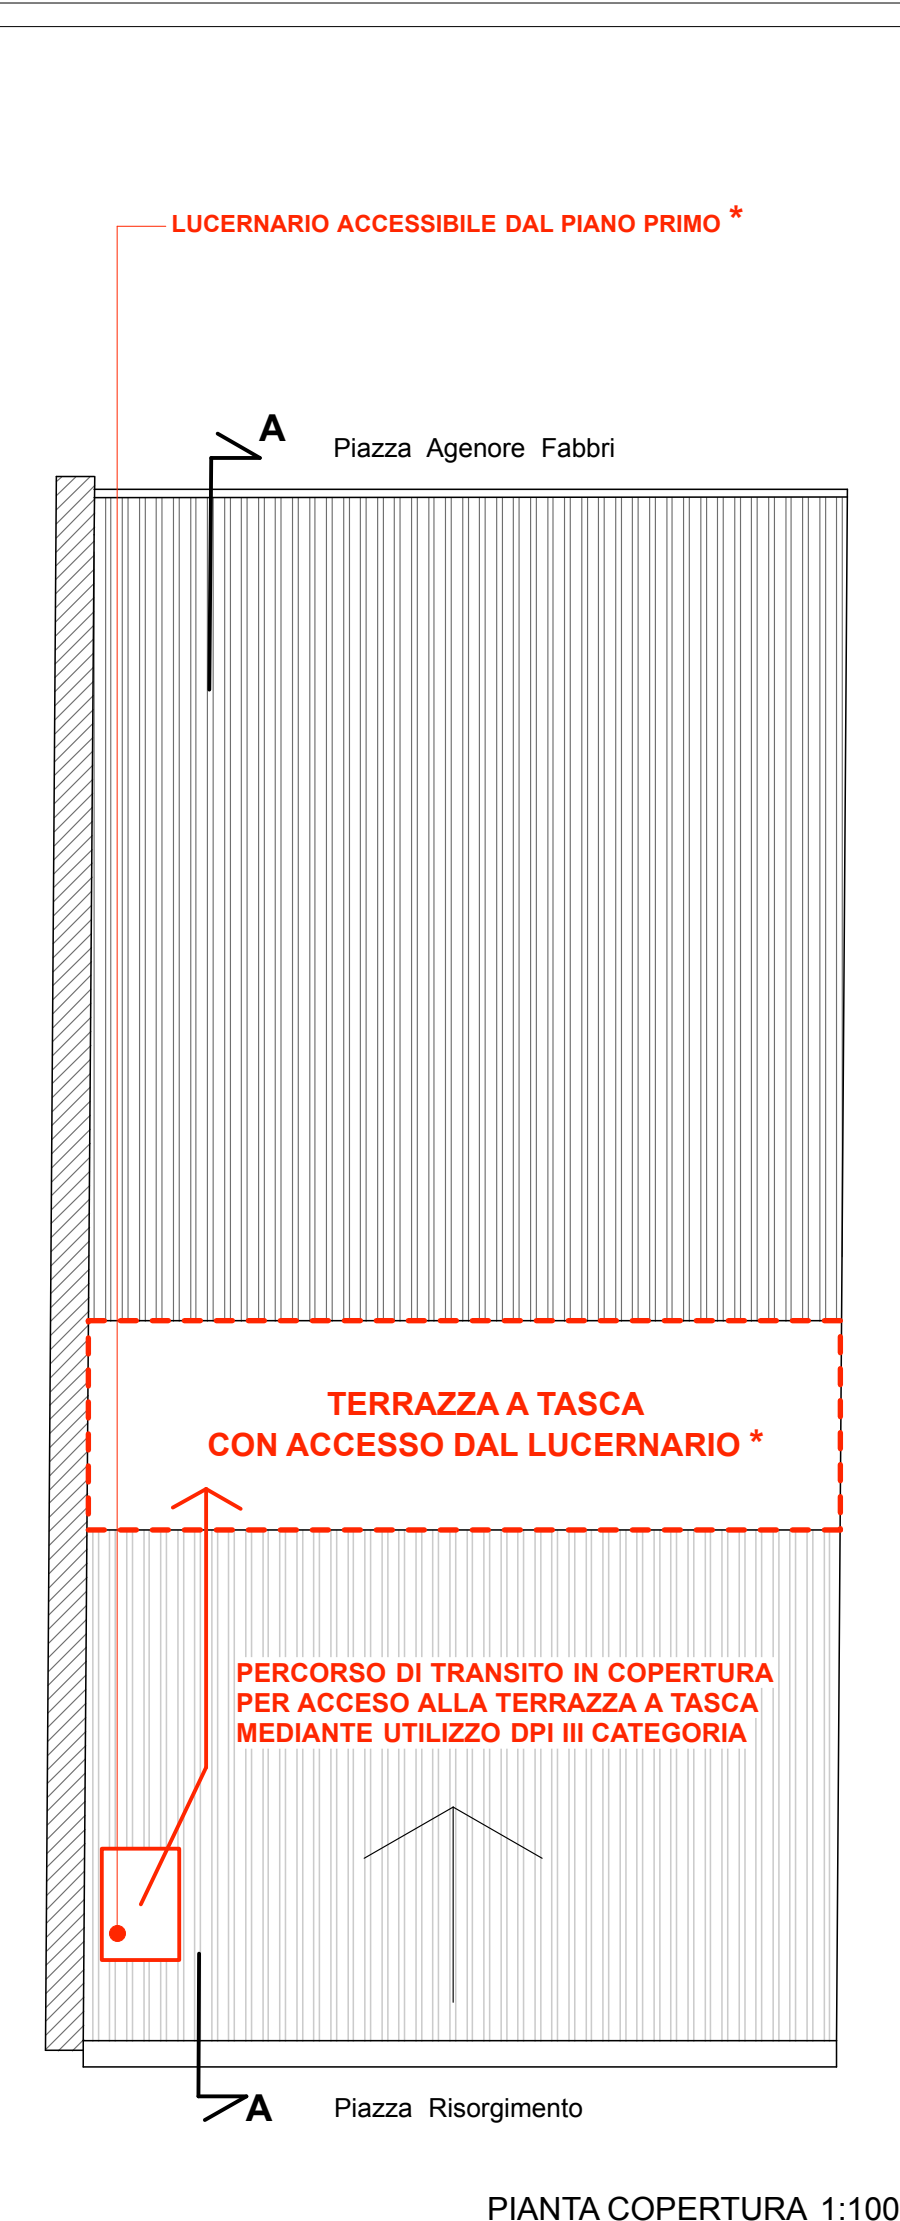 LUCERNARIO ACCESSIBILE DAL PIANO PRIMO *
A
Piazza Agenore Fabbri
TERRAZZA A TASCA
CON ACCESSO DAL LUCERNARIO *
PERCORSO DI TRANSITO IN COPERTURA
PER ACCESO ALLA TERRAZZA A TASCA
MEDIANTE UTILIZZO DPI III CATEGORIA
A
Piazza Risorgimento
PIANTA COPERTURA 1:100